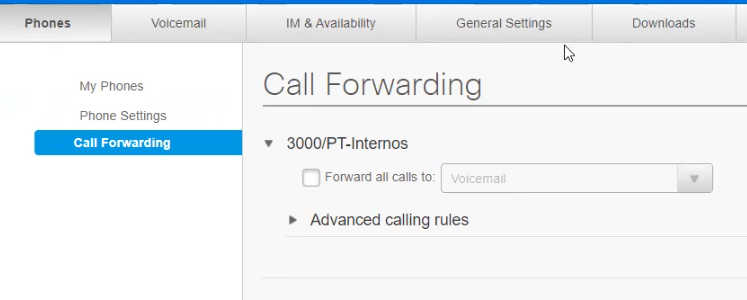 Phones Voicemail IM & Availability General Settings Downloads
My Phones
Phone Settings
Call Forwarding
Call Forwarding
3000/PT-Internos
Forward all calls to: Voicemail
Advanced calling rules